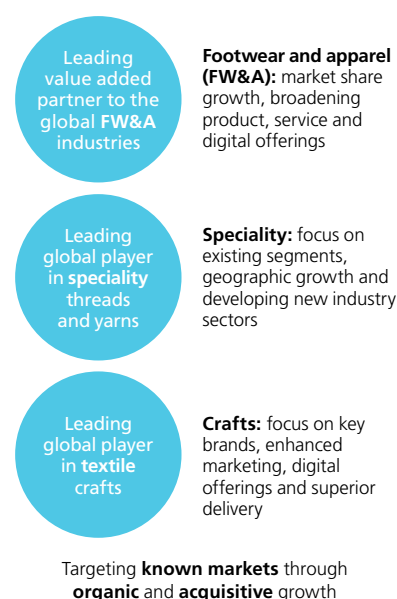 Leading
value added
partner to the
global FW&A
industries
Footwear and apparel
(FW&A): market share
growth, broadening
product, service and
digital offerings
Leading
global player
in speciality
threads
and yarns
Speciality: focus on
existing segments,
geographic growth and
developing new industry
sectors
Leading
global player
in textile
crafts
Crafts: focus on key
brands, enhanced
marketing, digital
offerings and superior
delivery
Targeting known markets through
organic and acquisitive growth